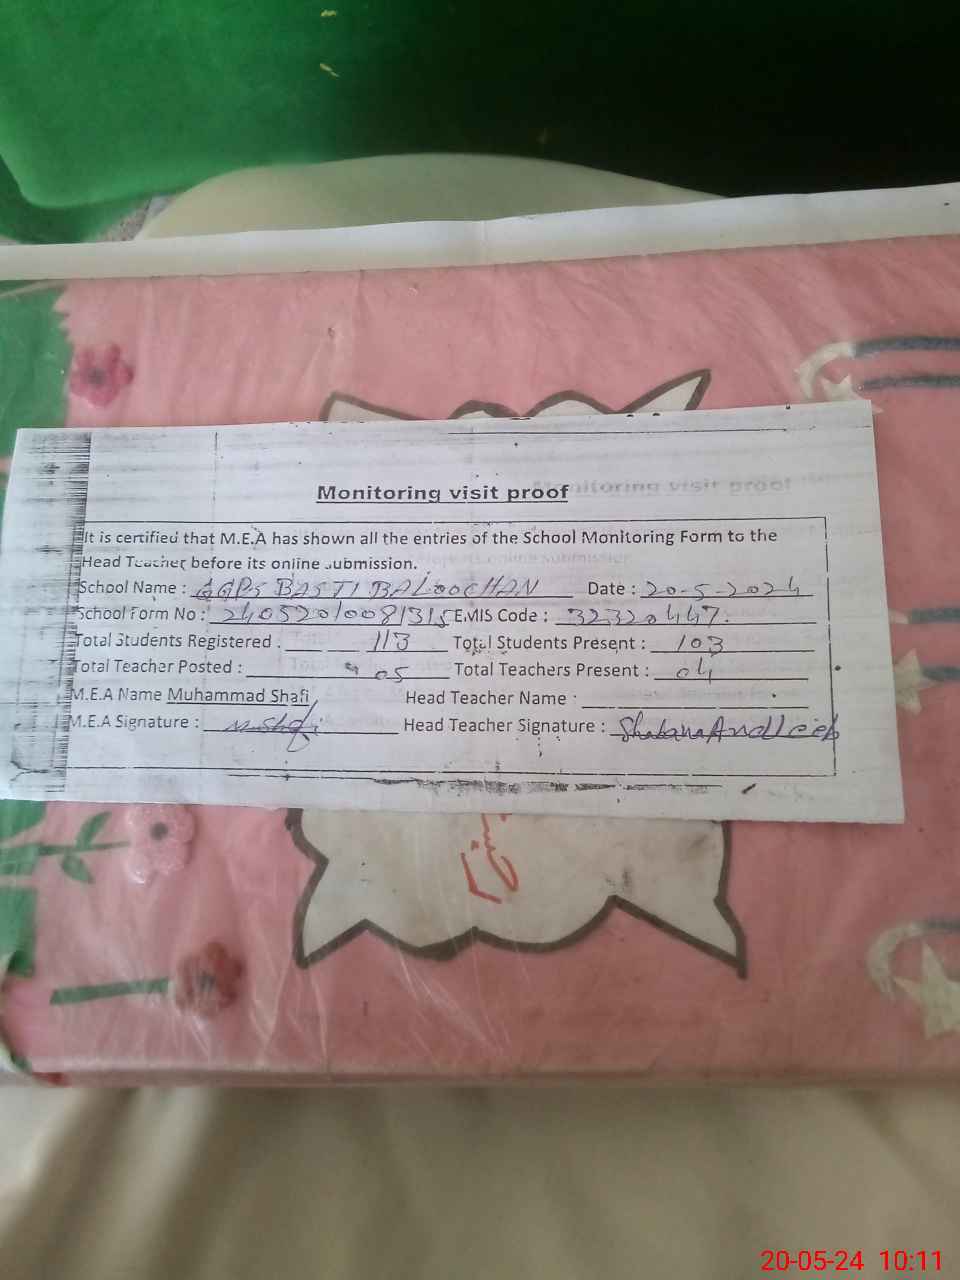 Monitoring visit proof
It is certified that M.E.A has shown all the entries of the School Monitoring Form to the
Head Teacher before its online submission.
School Name : GGPS BASTI BALOOCHAN Date : 20-5-2024
School Form No : 24052010081315 EMIS Code : 32320447.
Total Students Registered : 113 Total Students Present : 103
Total Teacher Posted : 05 Total Teachers Present : 04
M.E.A Name Muhammad Shafi Head Teacher Name :
M.E.A Signature : M.Shafi Head Teacher Signature : Shabana Andleeb
20-05-24 10:11